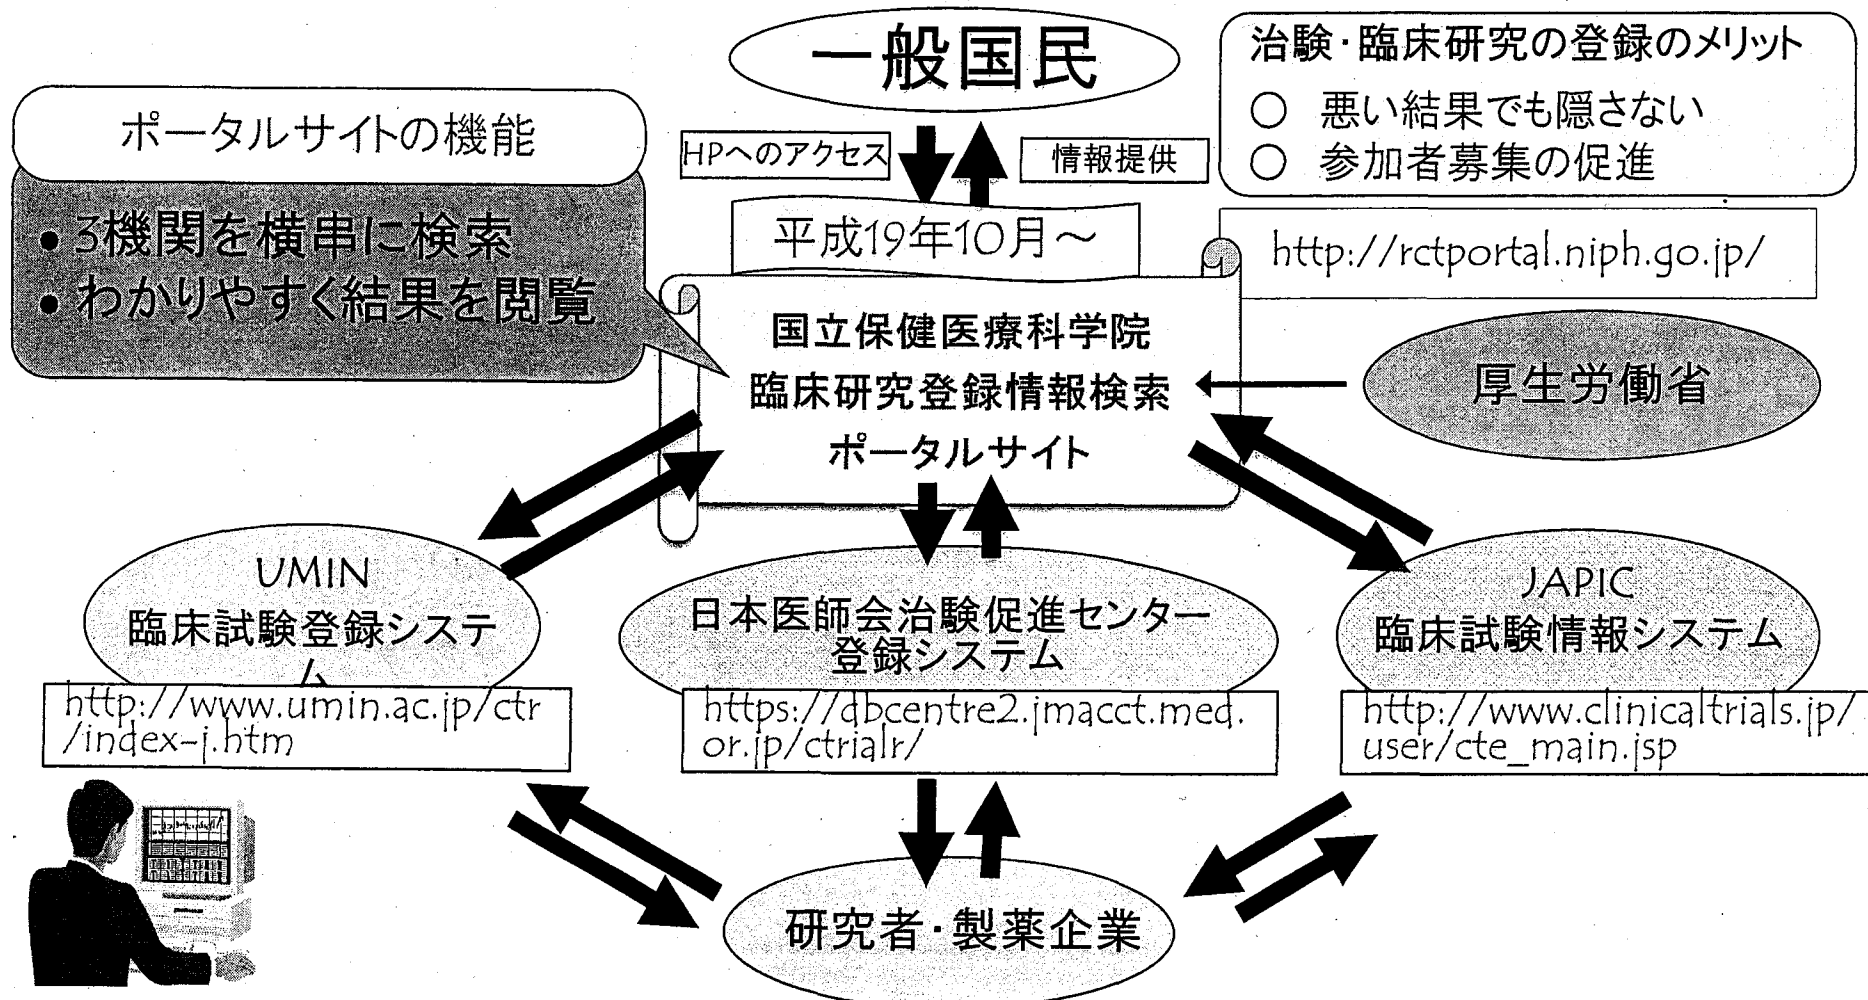 一般国民
治験・臨床研究の登録のメリット
○ 悪い結果でも隠さない
○ 参加者募集の促進
ポータルサイトの機能
• 3機関を横串に検索
• わかりやすく結果を閲覧
HPへのアクセス
情報提供
平成19年10月～
http://rctportal.niph.go.jp/
国立保健医療科学院
臨床研究登録情報検索
ポータルサイト
厚生労働省
UMIN
臨床試験登録システ
ム
http://www.umin.ac.jp/ctr
/index-j.htm
日本医師会治験促進センター
登録システム
https://dbcentre2.jmacct.med.
or.jp/ctrialr/
JAPIC
臨床試験情報システム
http://www.clinicaltrials.jp/
user/cte_main.jsp
研究者・製薬企業